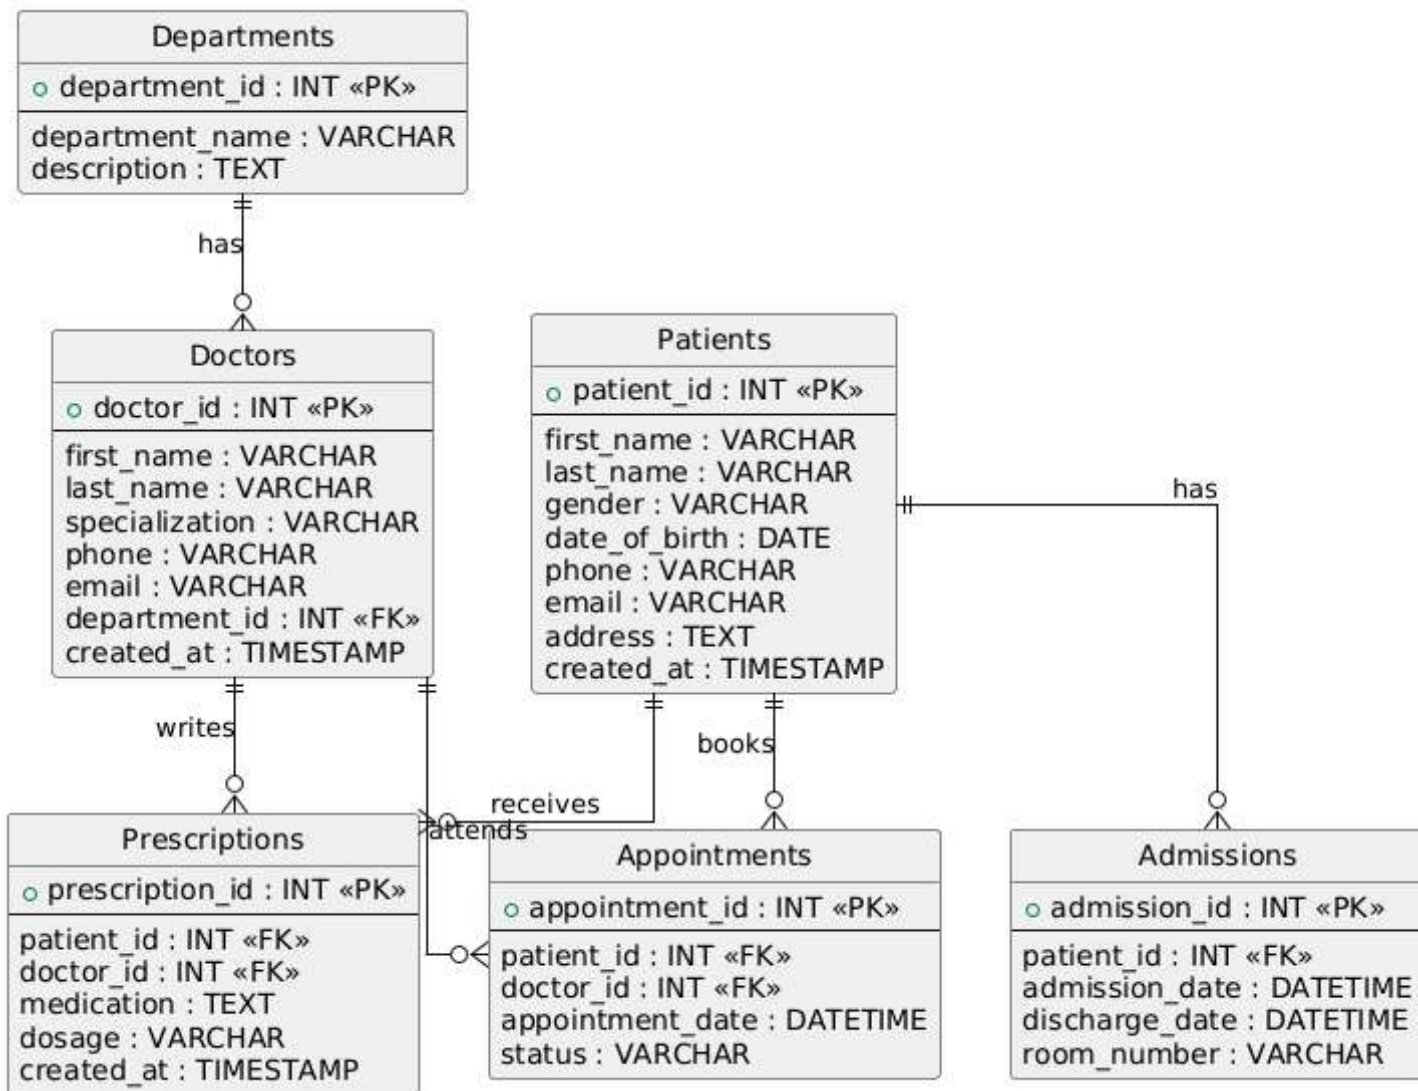 Departments
department_id : INT «PK»
department_name : VARCHAR
description : TEXT
has
Doctors
doctor_id : INT «PK»
first_name : VARCHAR
last_name : VARCHAR
specialization : VARCHAR
phone : VARCHAR
email : VARCHAR
department_id : INT «FK»
created_at : TIMESTAMP
Patients
patient_id : INT «PK»
first_name : VARCHAR
last_name : VARCHAR
gender : VARCHAR
date_of_birth : DATE
phone : VARCHAR
email : VARCHAR
address : TEXT
created_at : TIMESTAMP
has
writes
books
receives
attends
Prescriptions
prescription_id : INT «PK»
patient_id : INT «FK»
doctor_id : INT «FK»
medication : TEXT
dosage : VARCHAR
created_at : TIMESTAMP
Appointments
appointment_id : INT «PK»
patient_id : INT «FK»
doctor_id : INT «FK»
appointment_date : DATETIME
status : VARCHAR
Admissions
admission_id : INT «PK»
patient_id : INT «FK»
admission_date : DATETIME
discharge_date : DATETIME
room_number : VARCHAR